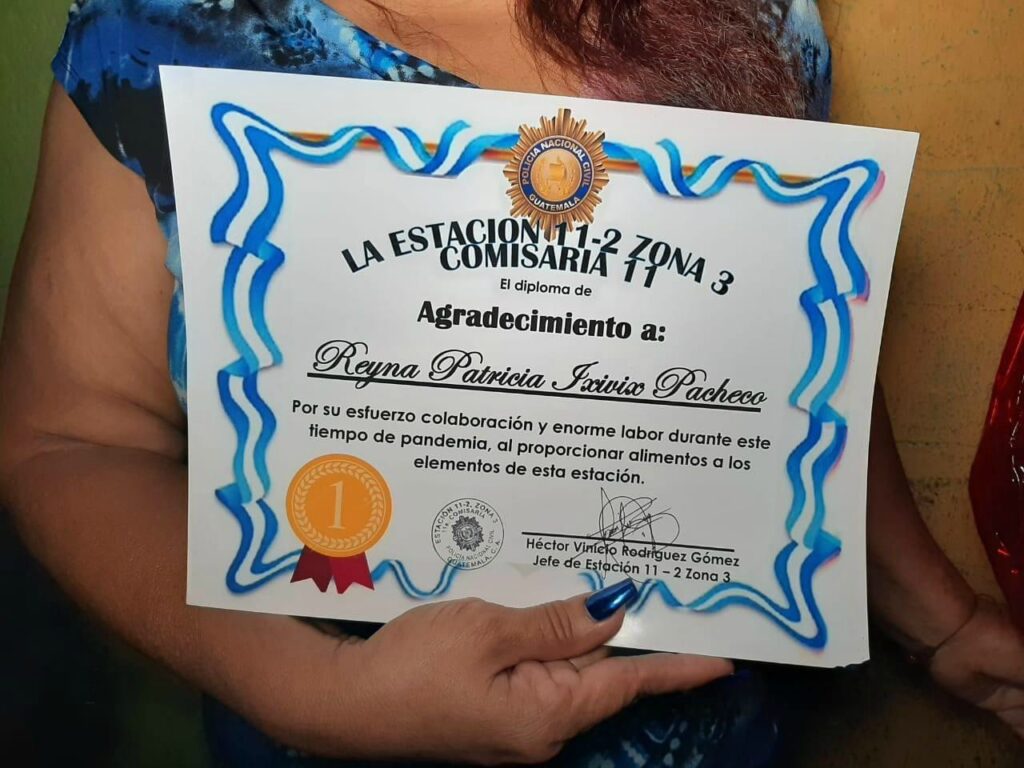 POLICIA NACIONAL CIVIL
GUATEMALA
LA ESTACION 11-2 ZONA 3
COMISARIA 11
El diploma de
Agradecimiento a:
Reyna Patricia Ixivix Pacheco
Por su esfuerzo colaboración y enorme labor durante este
tiempo de pandemia, al proporcionar alimentos a los
elementos de esta estación.
1
ESTACIÓN 11-2, ZONA 3
11a. COMISARIA
POLICIA NACIONAL CIVIL
GUATEMALA, C. A.
Héctor Vinicio Rodríguez Gómez
Jefe de Estación 11 – 2 Zona 3